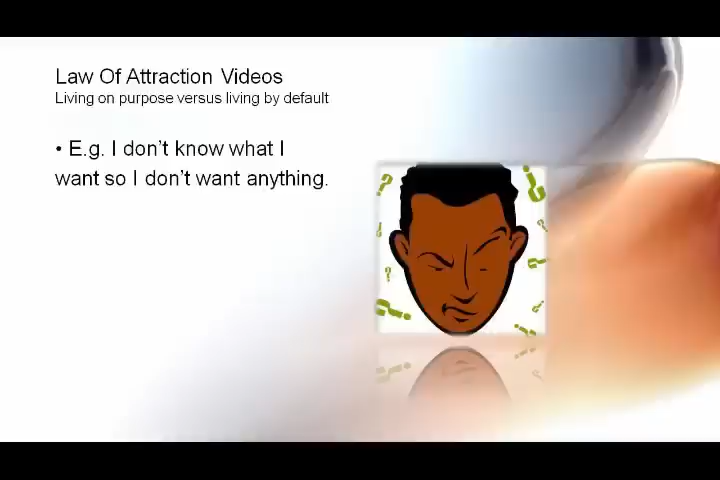 Law Of Attraction Videos
Living on purpose versus living by default
• E.g. I don't know what I
want so I don't want anything.